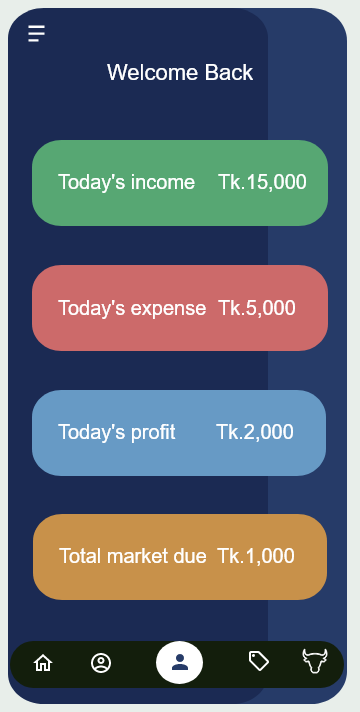 Welcome Back
Today's income Tk.15,000
Today's expense Tk.5,000
Today's profit Tk.2,000
Total market due Tk.1,000